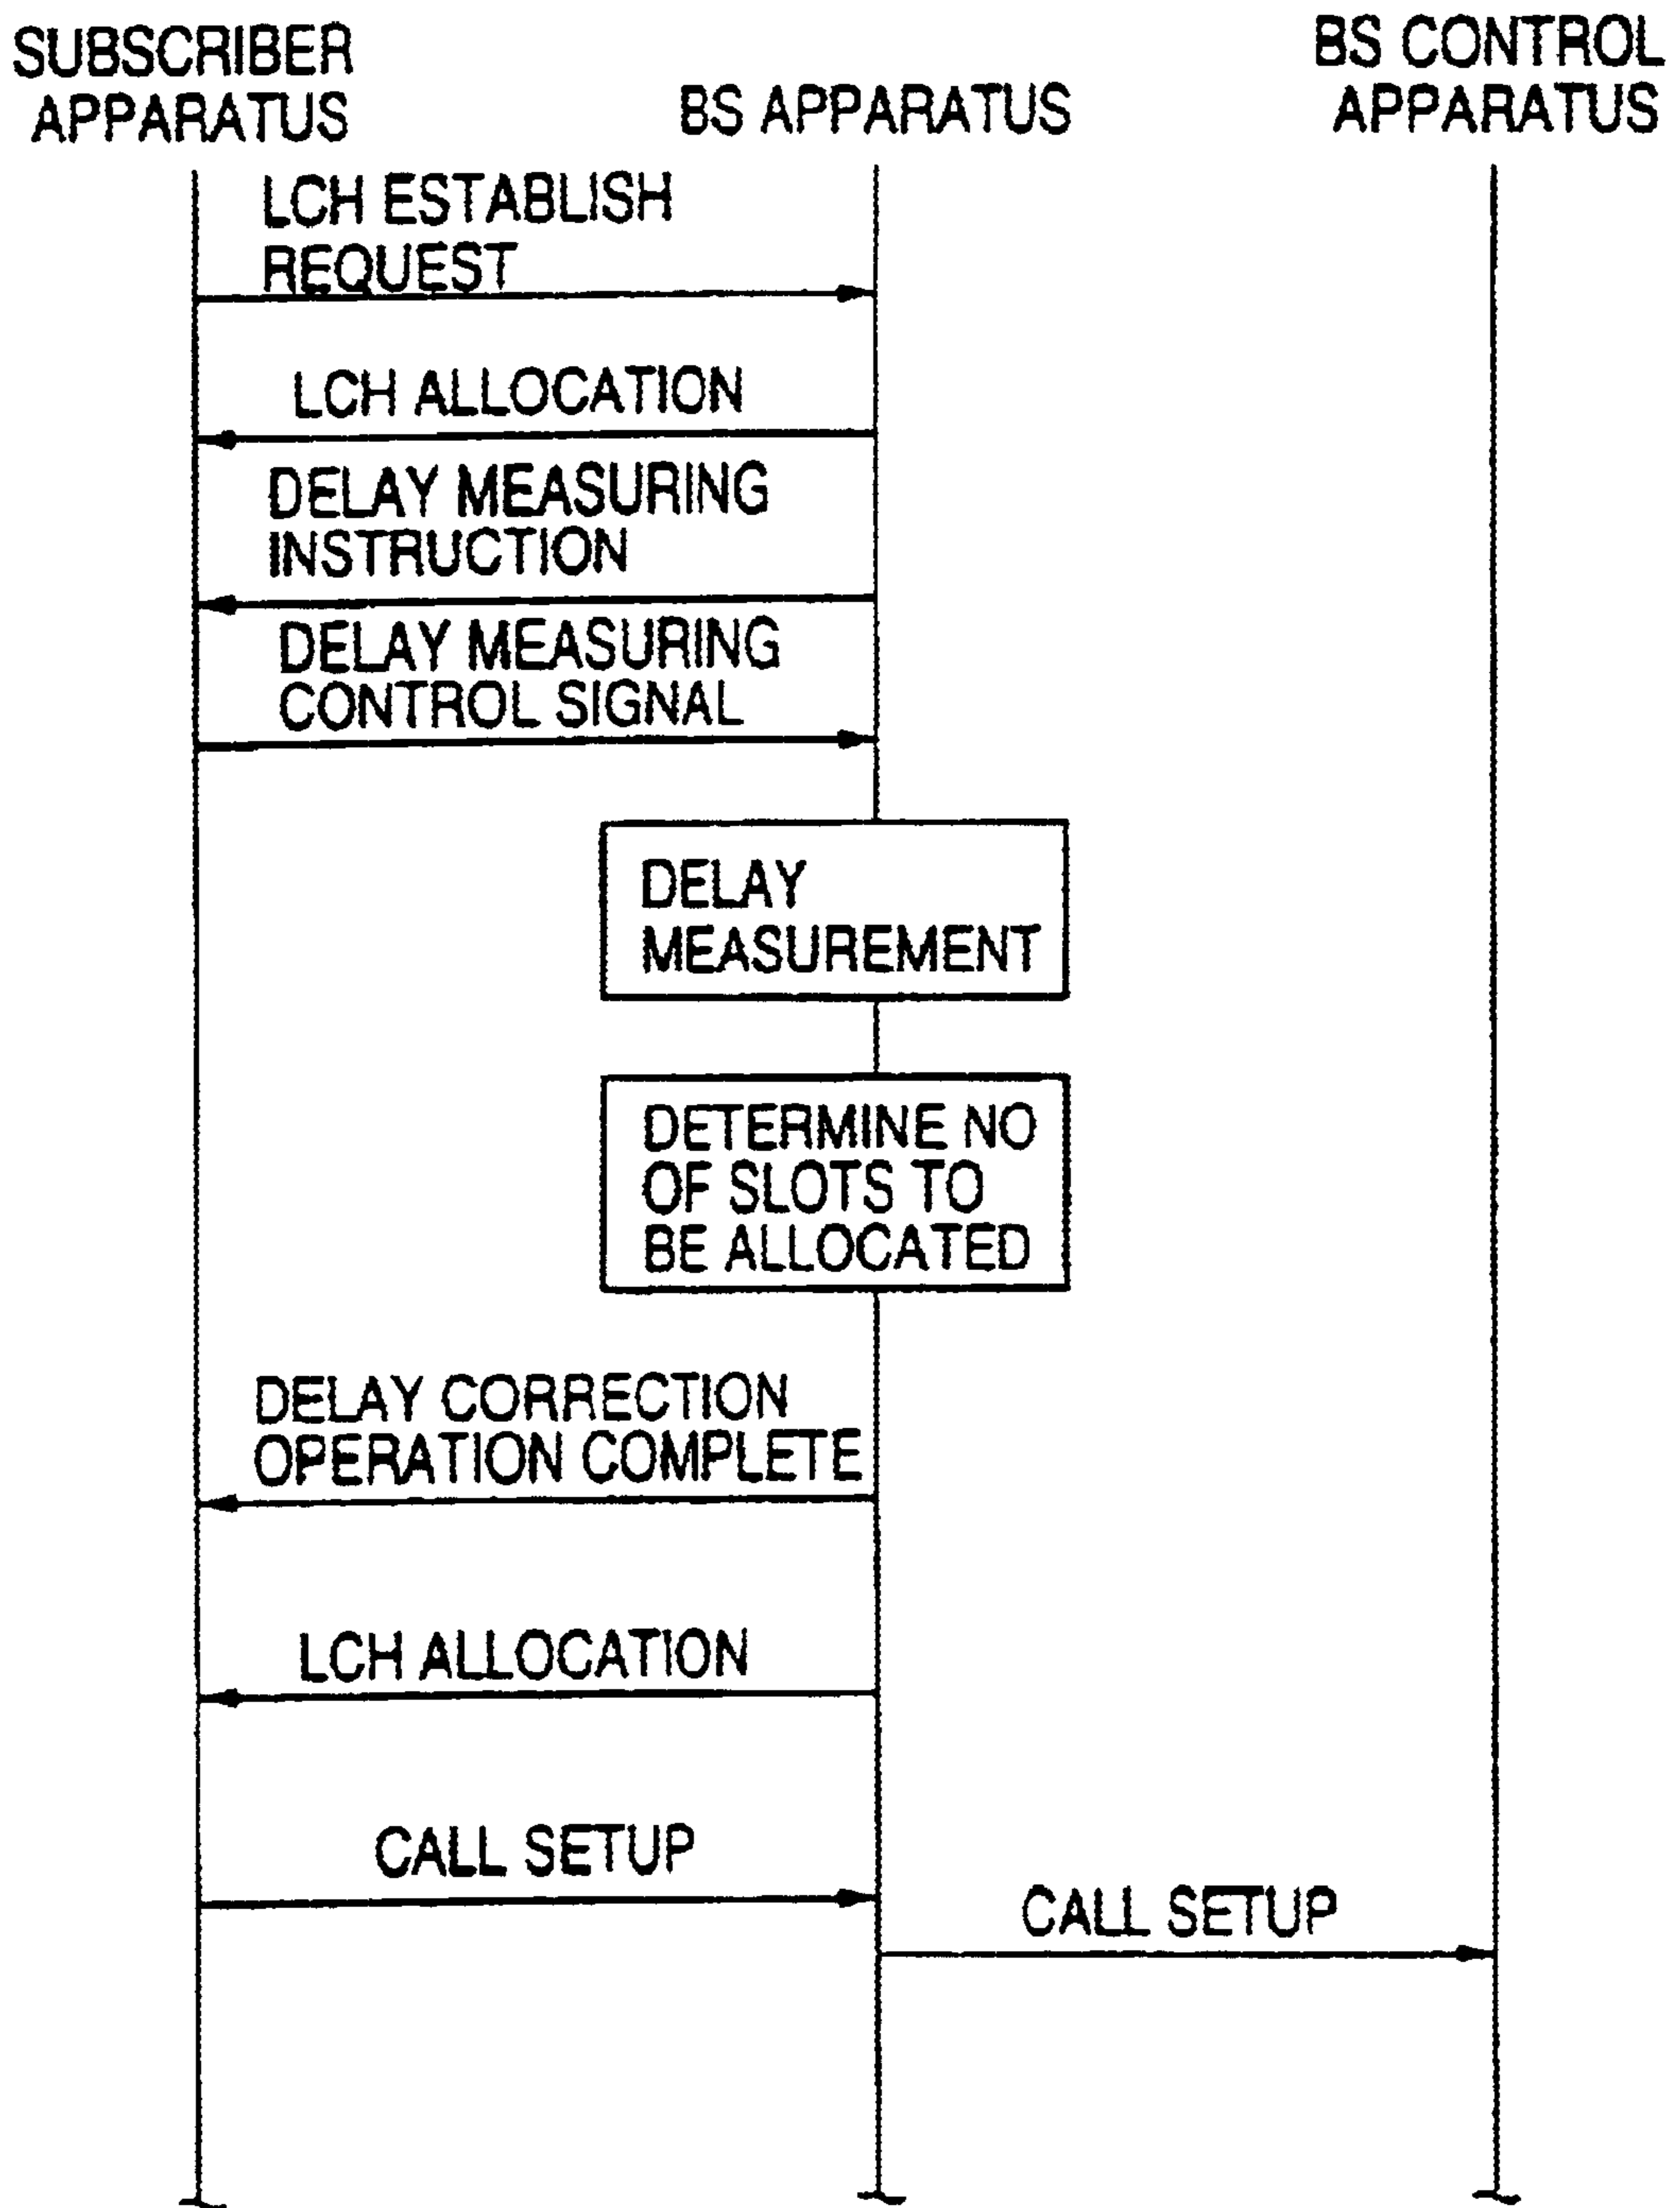 SUBSCRIBER
APPARATUS
BS APPARATUS
BS CONTROL
APPARATUS
LCH ESTABLISH
REQUEST
LCH ALLOCATION
DELAY MEASURING
INSTRUCTION
DELAY MEASURING
CONTROL SIGNAL
DELAY
MEASUREMENT
DETERMINE NO
OF SLOTS TO
BE ALLOCATED
DELAY CORRECTION
OPERATION COMPLETE
LCH ALLOCATION
CALL SETUP
CALL SETUP